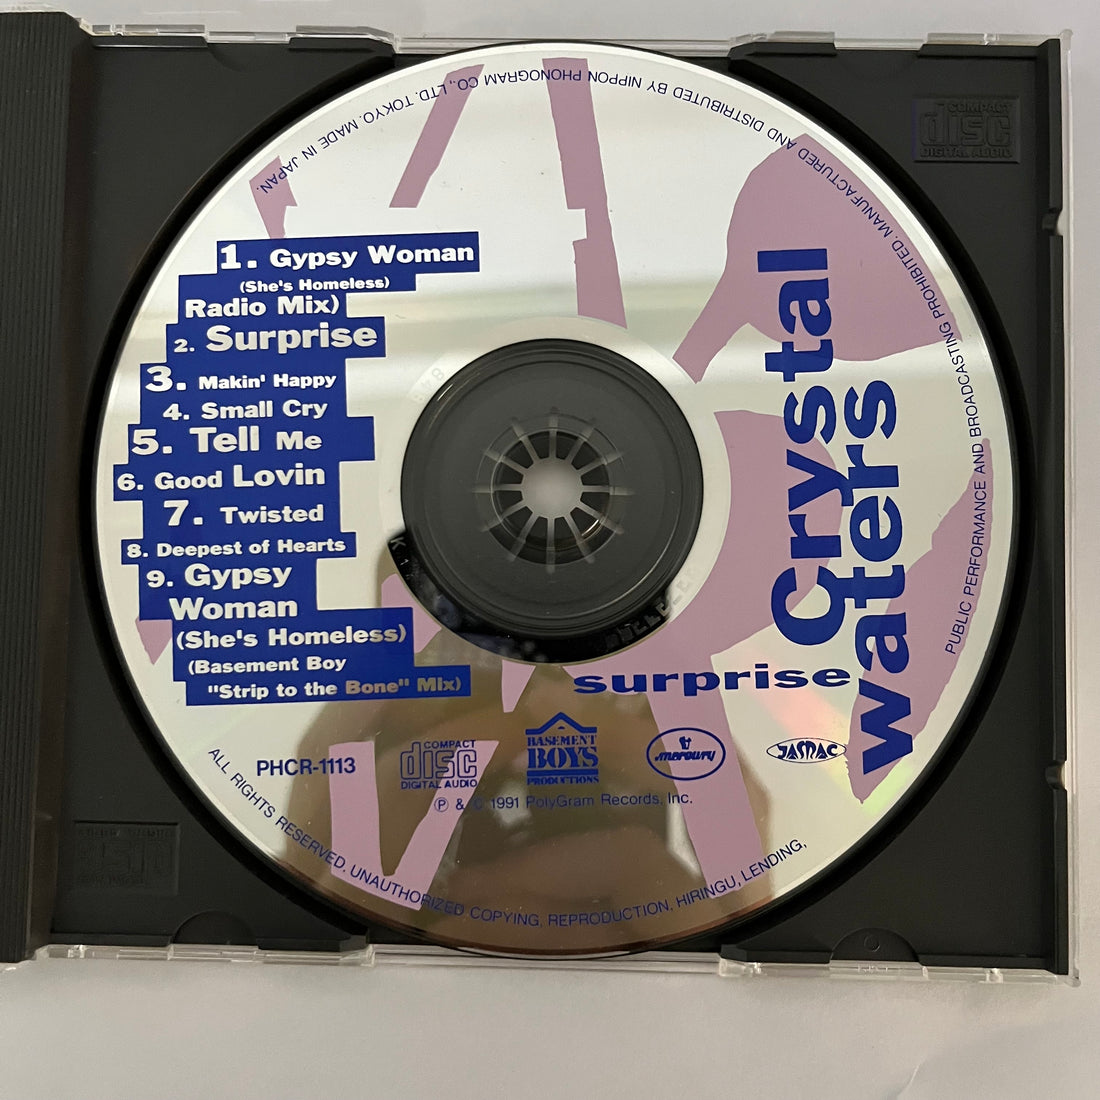 1. Gypsy Woman
(She's Homeless)
Radio Mix)
2. Surprise
3. Makin' Happy
4. Small Cry
5. Tell Me
6. Good Lovin
7. Twisted
8. Deepest of Hearts
9. Gypsy
Woman
(She's Homeless)
(Basement Boy
"Strip to the Bone" Mix)
Crystal
waters
surprise
PHCR-1113
COMPACT
disc
DIGITAL AUDIO
BASEMENT
BOYS
PRODUCTIONS
mercury
JASRAC
Ⓟ & © 1991 PolyGram Records, Inc.
ALL RIGHTS RESERVED. UNAUTHORIZED COPYING, REPRODUCTION, HIRINGU, LENDING,
PUBLIC PERFORMANCE AND BROADCASTING PROHIBITED. MANUFACTURED AND DISTRIBUTED BY NIPPON PHONOGRAM CO., LTD. TOKYO. MADE IN JAPAN.
COMPACT
disc
DIGITAL AUDIO